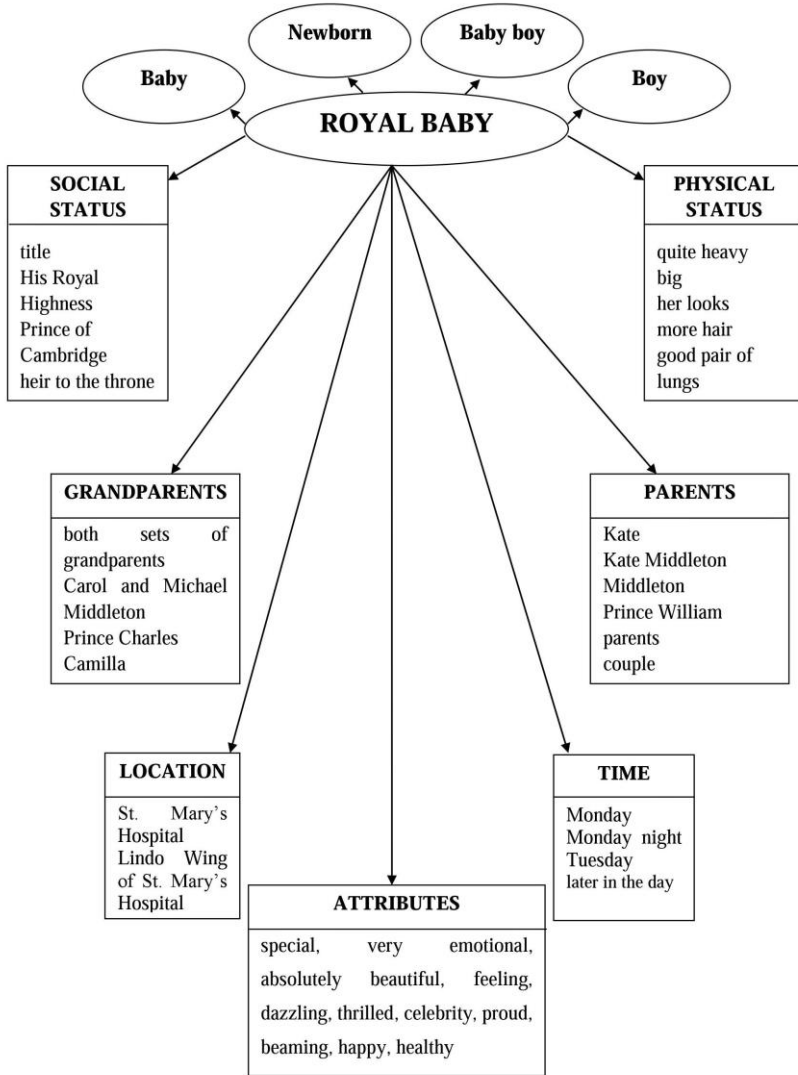 Newborn
Baby boy
Baby
Boy
ROYAL BABY
SOCIAL
STATUS
title
His Royal
Highness
Prince of
Cambridge
heir to the throne
PHYSICAL
STATUS
quite heavy
big
her looks
more hair
good pair of
lungs
GRANDPARENTS
both sets of
grandparents
Carol and Michael
Middleton
Prince Charles
Camilla
PARENTS
Kate
Kate Middleton
Middleton
Prince William
parents
couple
LOCATION
St. Mary's
Hospital
Lindo Wing
of St. Mary's
Hospital
TIME
Monday
Monday night
Tuesday
later in the day
ATTRIBUTES
special, very emotional,
absolutely beautiful, feeling,
dazzling, thrilled, celebrity, proud,
beaming, happy, healthy